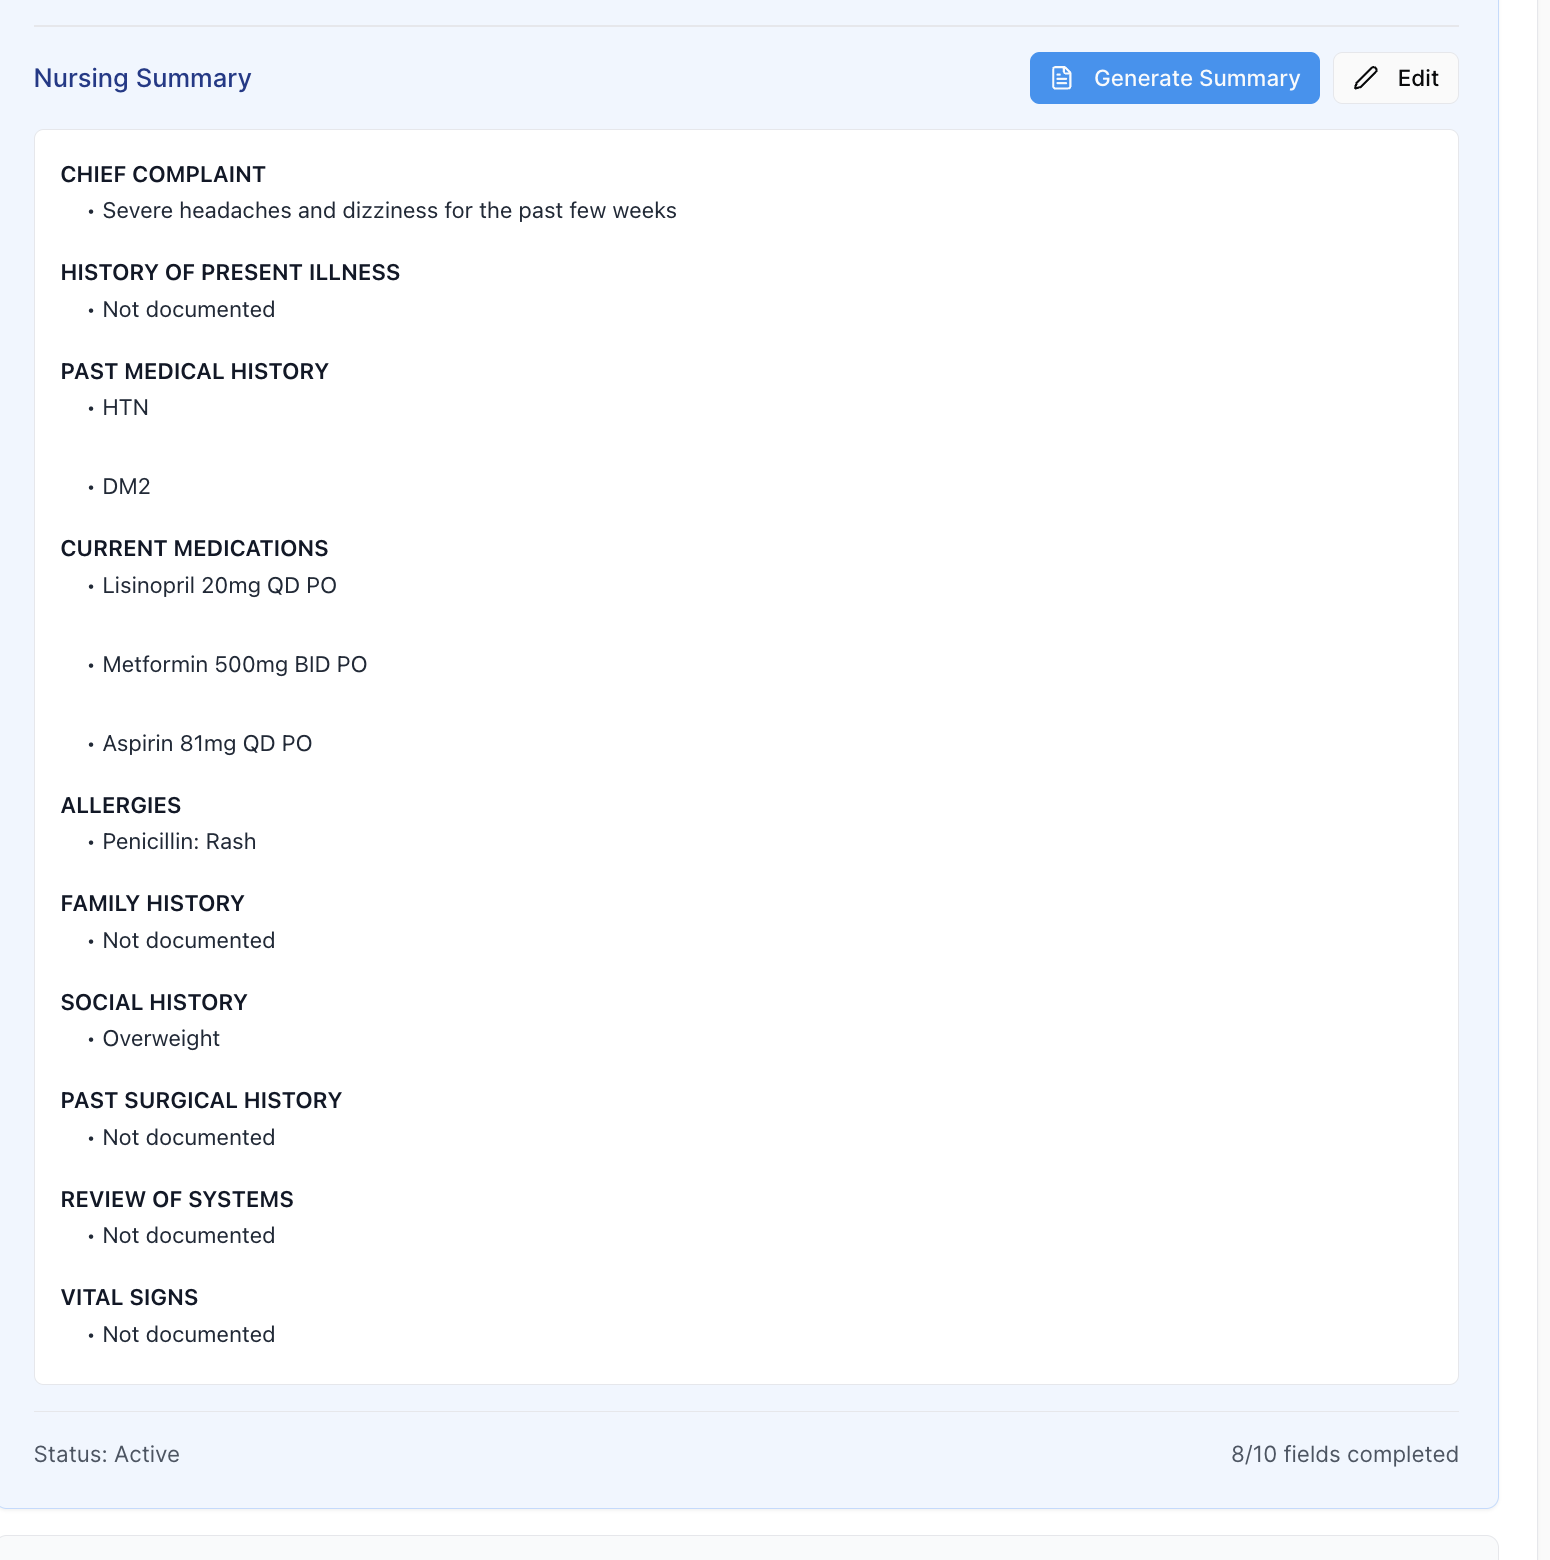 Nursing Summary
Generate Summary
Edit
CHIEF COMPLAINT
• Severe headaches and dizziness for the past few weeks
HISTORY OF PRESENT ILLNESS
• Not documented
PAST MEDICAL HISTORY
• HTN
• DM2
CURRENT MEDICATIONS
• Lisinopril 20mg QD PO
• Metformin 500mg BID PO
• Aspirin 81mg QD PO
ALLERGIES
• Penicillin: Rash
FAMILY HISTORY
• Not documented
SOCIAL HISTORY
• Overweight
PAST SURGICAL HISTORY
• Not documented
REVIEW OF SYSTEMS
• Not documented
VITAL SIGNS
• Not documented
Status: Active
8/10 fields completed